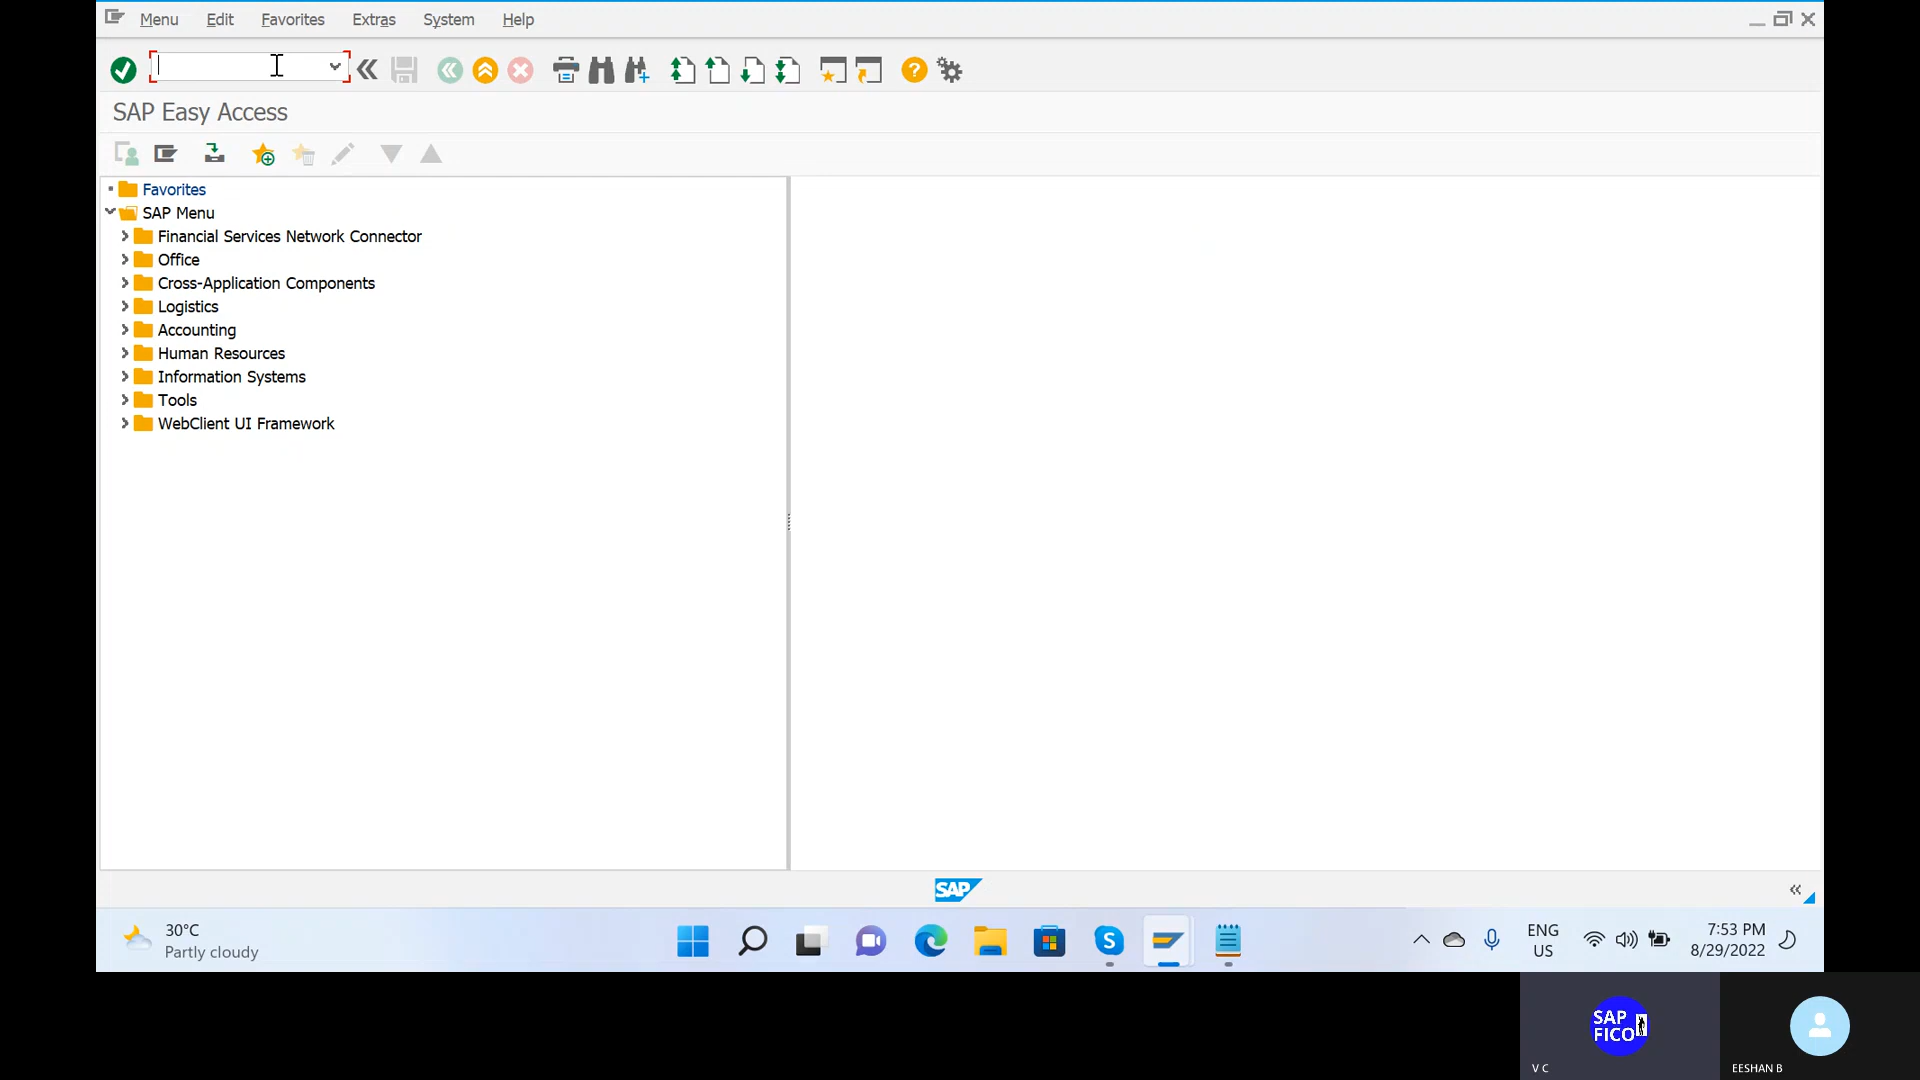 Menu Edit Favorites Extras System Help
SAP Easy Access
Favorites
SAP Menu
Financial Services Network Connector
Office
Cross-Application Components
Logistics
Accounting
Human Resources
Information Systems
Tools
WebClient UI Framework
SAP
30°C
Partly cloudy
ENG
US
7:53 PM
8/29/2022
SAP
FICO
V C
EESHAN B